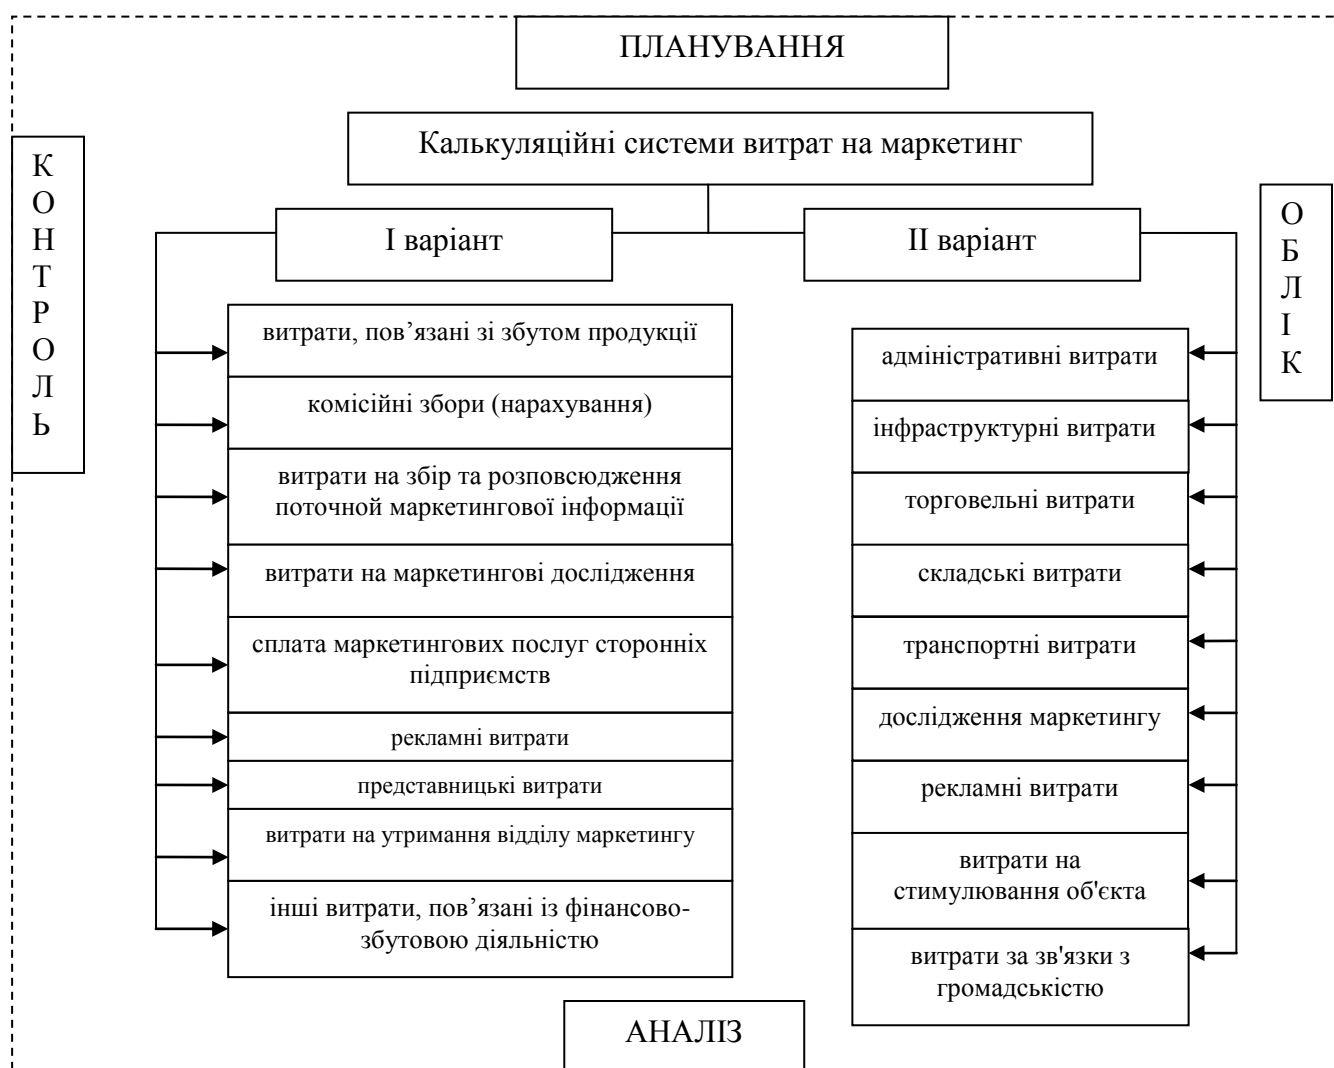 ПЛАНУВАННЯ
Калькуляційні системи витрат на маркетинг
К
О
Н
Т
Р
О
Л
Ь
І варіант
витрати, пов’язані зі збутом продукції
комісійні збори (нарахування)
витрати на збір та розповсюдження
поточной маркетингової інформації
витрати на маркетингові дослідження
сплата маркетингових послуг сторонніх
підприємств
рекламні витрати
представницькі витрати
витрати на утримання відділу маркетингу
інші витрати, пов’язані із фінансово-
збутовою діяльністю
ІІ варіант
адміністративні витрати
інфраструктурні витрати
торговельні витрати
складські витрати
транспортні витрати
дослідження маркетингу
рекламні витрати
витрати на
стимулювання об'єкта
витрати за зв'язки з
громадськістю
О
Б
Л
І
К
АНАЛІЗ